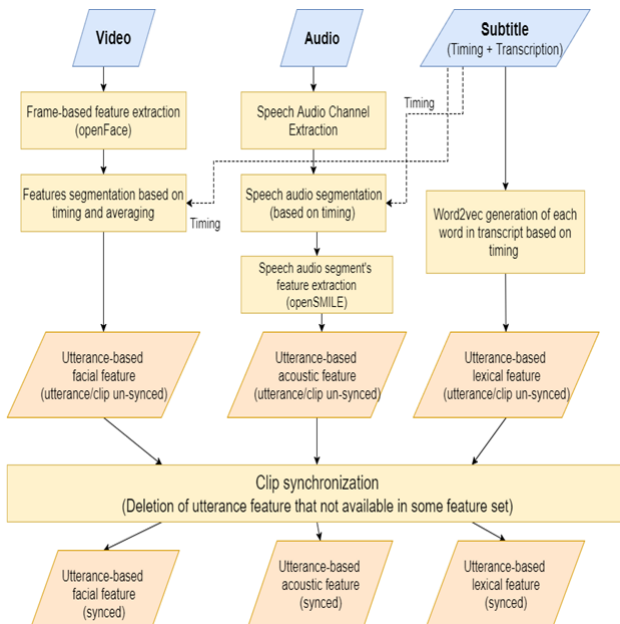 Video
Audio
Subtitle
(Timing + Transcription)
Frame-based feature extraction
(openFace)
Speech Audio Channel
Extraction
Timing
Features segmentation based on
timing and averaging
Timing
Speech audio segmentation
(based on timing)
Word2vec generation of each
word in transcript based on
timing
Speech audio segment's
feature extraction
(openSMILE)
Utterance-based
facial feature
(utterance/clip un-synced)
Utterance-based
acoustic feature
(utterance/clip un-synced)
Utterance-based
lexical feature
(utterance/clip un-synced)
Clip synchronization
(Deletion of utterance feature that not available in some feature set)
Utterance-based
facial feature
(synced)
Utterance-based
acoustic feature
(synced)
Utterance-based
lexical feature
(synced)